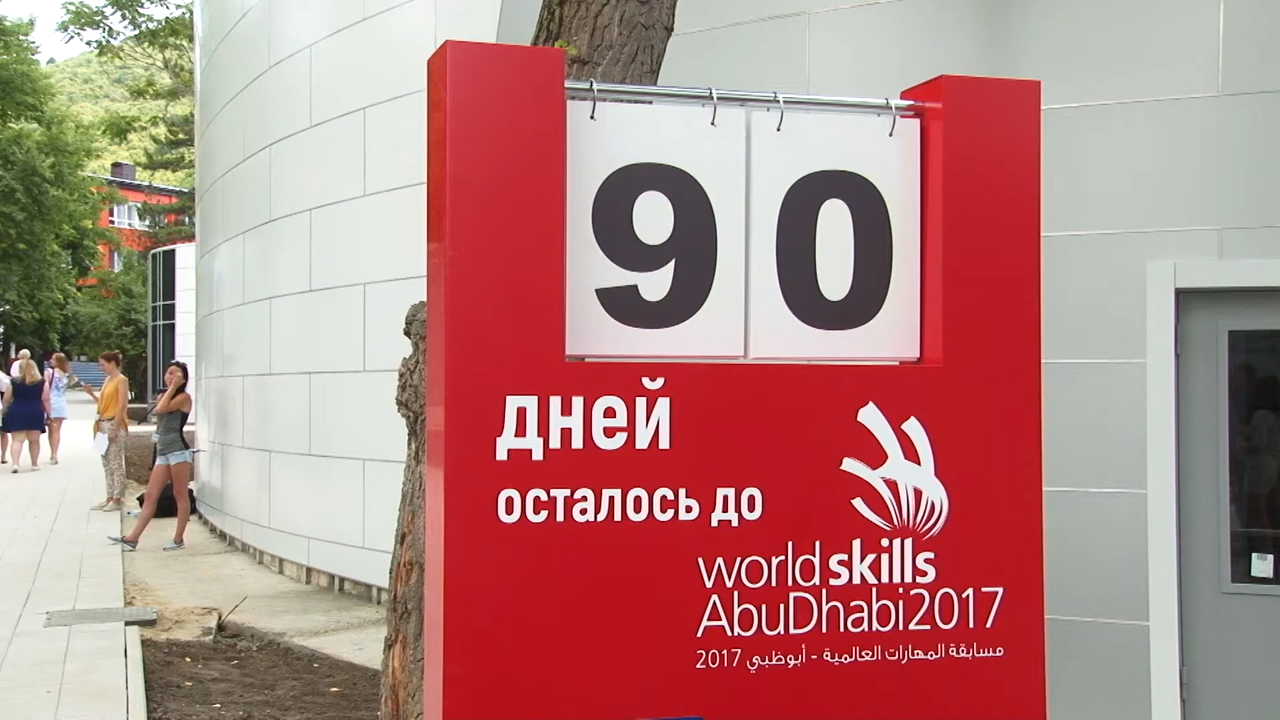 90
дней
осталось до
worldskills
AbuDhabi2017
مسابقة المهارات العالمية - أبوظبي 2017